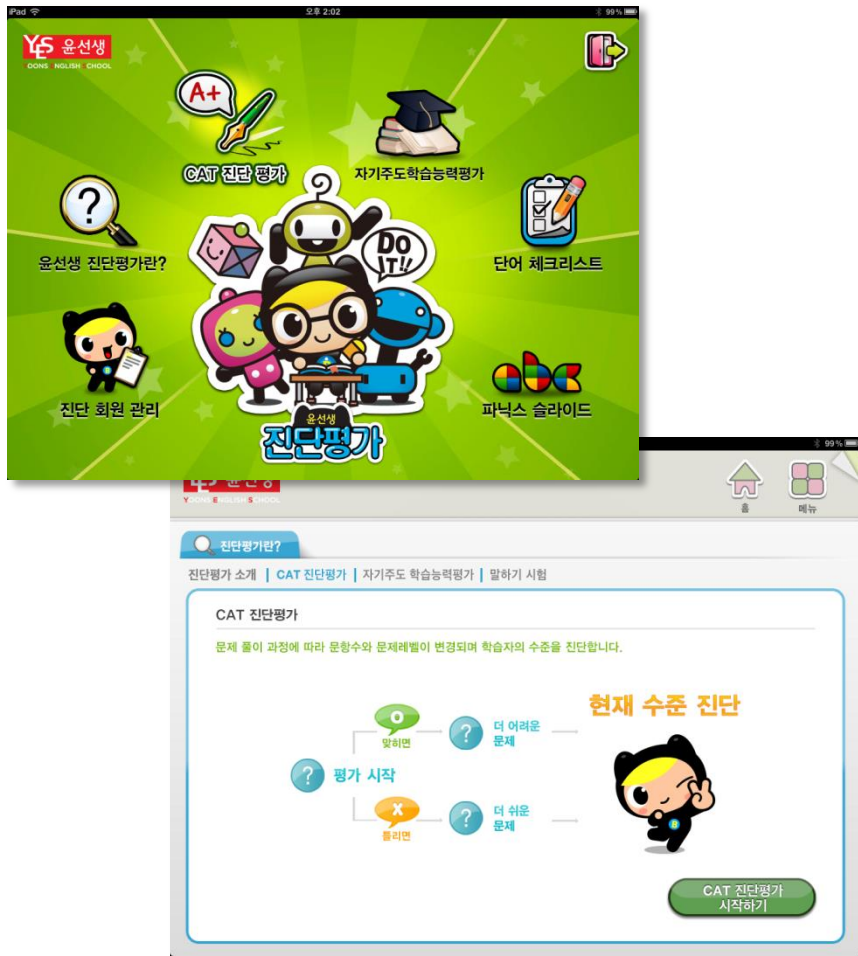 iPad
오후 2:02
99%
YES 윤선생
YOONS ENGLISH SCHOOL
A+
CAT 진단 평가
자기주도학습능력평가
?
윤선생 진단평가란?
DO
IT!!
단어 체크리스트
B
진단 회원 관리
abc
파닉스 슬라이드
윤선생
진단평가
99%
YES 윤선생
YOONS ENGLISH SCHOOL
홈
메뉴
진단평가란?
진단평가 소개 | CAT 진단평가 | 자기주도 학습능력평가 | 말하기 시험
CAT 진단평가
문제 풀이 과정에 따라 문항수와 문제레벨이 변경되며 학습자의 수준을 진단합니다.
현재 수준 진단
O
맞히면
?
더 어려운
문제
?
평가 시작
X
틀리면
?
더 쉬운
문제
B
CAT 진단평가
시작하기